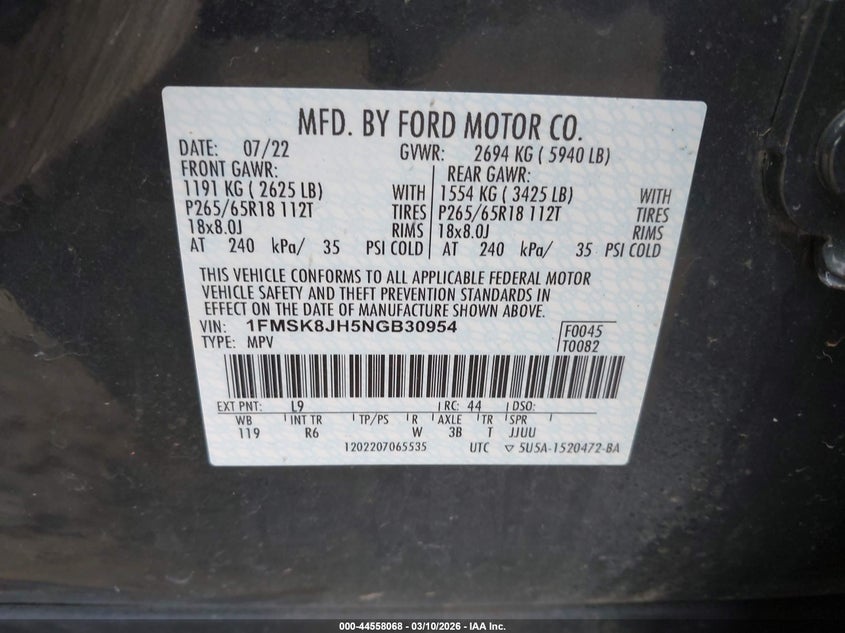 MFD. BY FORD MOTOR CO.
DATE: 07/22 GVWR: 2694 KG ( 5940 LB)
FRONT GAWR: REAR GAWR:
1191 KG ( 2625 LB) WITH 1554 KG ( 3425 LB) WITH
P265/65R18 112T TIRES P265/65R18 112T TIRES
18x8.0J RIMS 18x8.0J RIMS
AT 240 kPa/ 35 PSI COLD AT 240 kPa/ 35 PSI COLD
THIS VEHICLE CONFORMS TO ALL APPLICABLE FEDERAL MOTOR
VEHICLE SAFETY AND THEFT PREVENTION STANDARDS IN
EFFECT ON THE DATE OF MANUFACTURE SHOWN ABOVE.
VIN: 1FMSK8JH5NGB30954 F0045
TYPE: MPV T0082
EXT PNT: L9 RC: 44 DSO:
WB INT TR TP/PS R AXLE TR SPR
119 R6 W 3B T JJUU
1202207065535 UTC ▽ 5U5A-1520472-BA
000-44558068 - 03/10/2026 - IAA Inc.